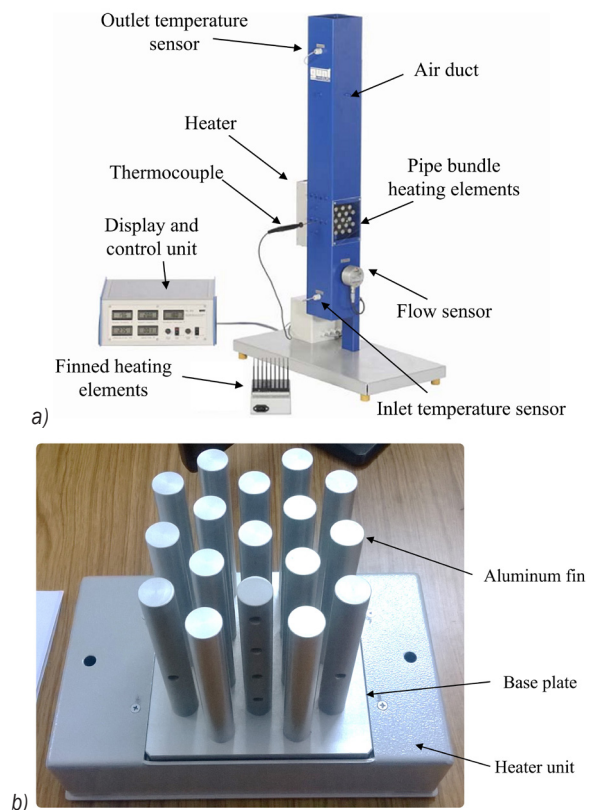 Outlet temperature
sensor
Air duct
Heater
Thermocouple
Pipe bundle
heating elements
Display and
control unit
Flow sensor
Finned heating
elements
Inlet temperature sensor
a)
Aluminum fin
Base plate
Heater unit
b)